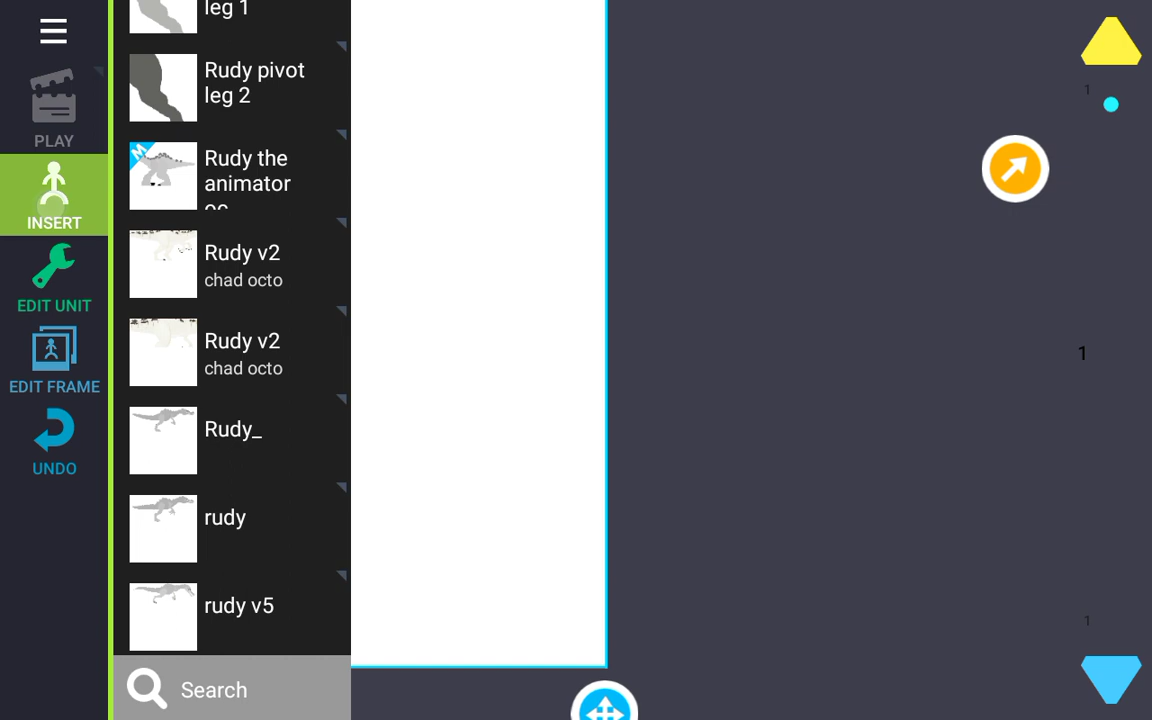 leg 1
Rudy pivot
leg 2
Rudy the
animator
Rudy v2
chad octo
Rudy v2
chad octo
Rudy_
rudy
rudy v5
Search
PLAY
INSERT
EDIT UNIT
EDIT FRAME
UNDO
M
1
1
1